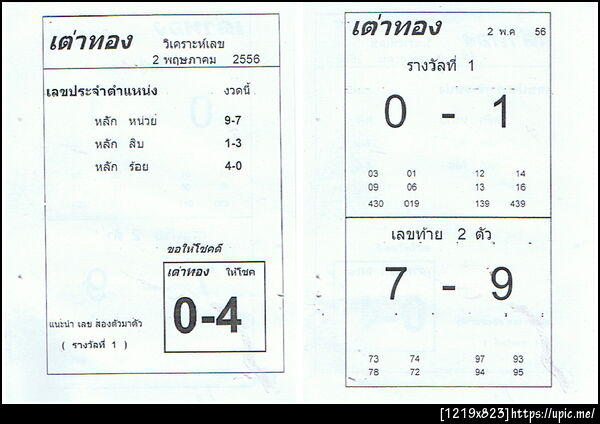 เต่าทอง วิเคราะห์เลข
2 พฤษภาคม 2556
เลขประจำตำแหน่ง งวดนี้
หลัก หน่วย 9-7
หลัก สิบ 1-3
หลัก ร้อย 4-0
ขอให้โชคดี
เต่าทอง ให้โชค
0-4
แนะนำ เลข สองตัวมาตัว
( รางวัลที่ 1 )
เต่าทอง 2 พ.ค 56
รางวัลที่ 1
0 - 1
03 01 12 14
09 06 13 16
430 019 139 439
เลขท้าย 2 ตัว
7 - 9
73 74 97 93
78 72 94 95
[1219x823]https://upic.me/